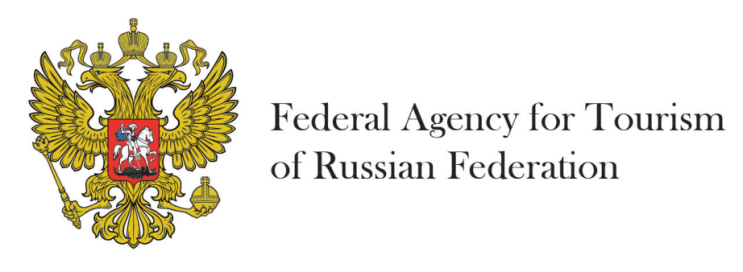 Federal Agency for Tourism
of Russian Federation